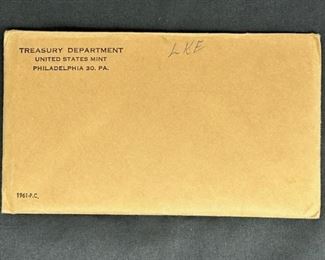 TREASURY DEPARTMENT
UNITED STATES MINT
PHILADELPHIA 30, PA.
LKE
1961-P.C.